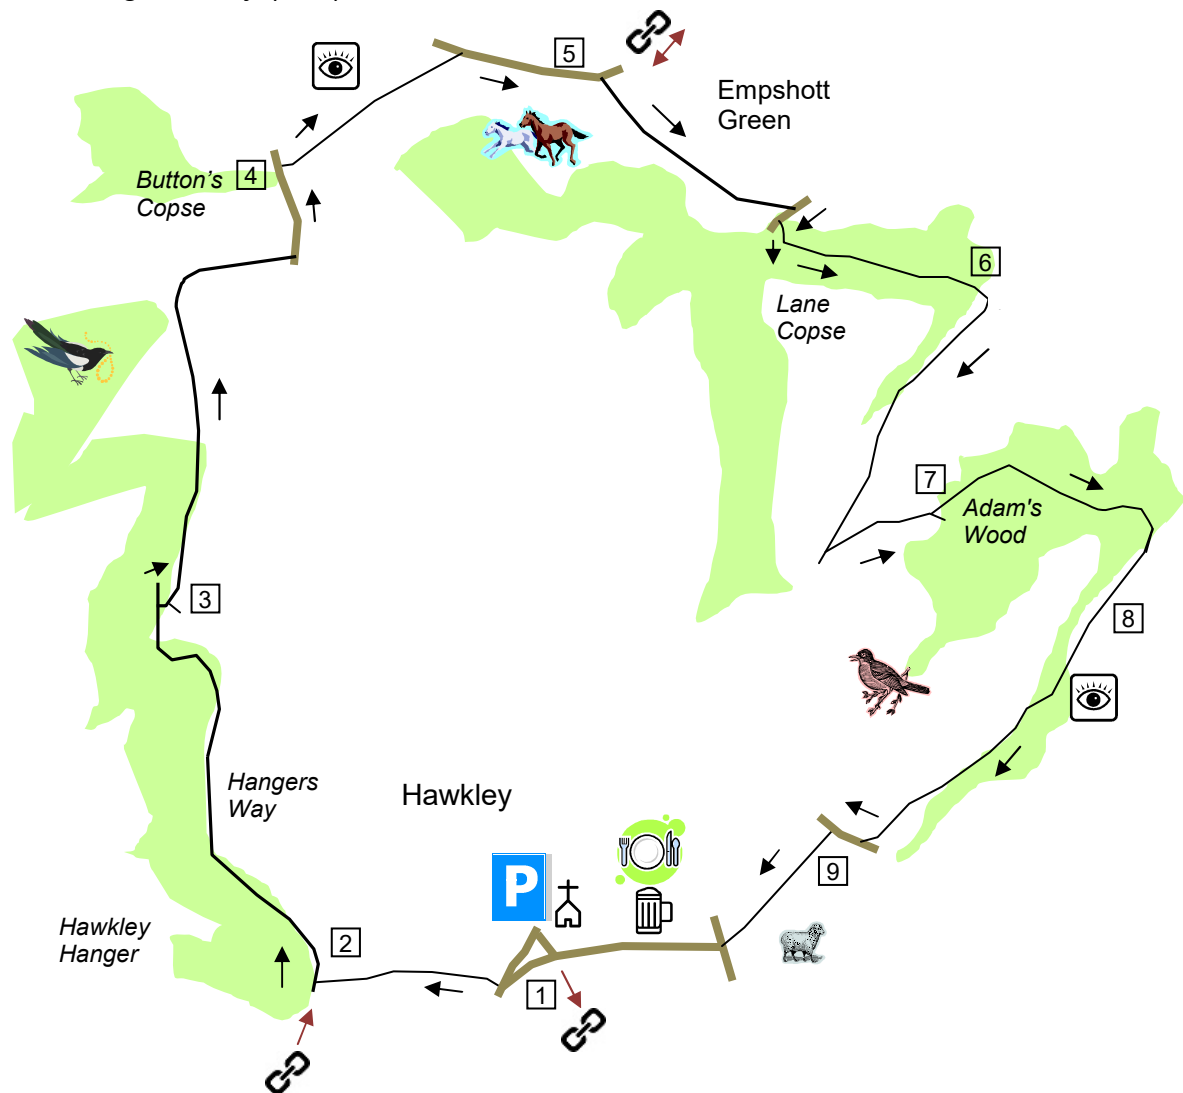 5
Empshott
Green
Button's
Copse
4
6
Lane
Copse
7
Adam's
Wood
3
8
Hangers
Way
Hawkley
P
9
Hawkley
Hanger
2
1